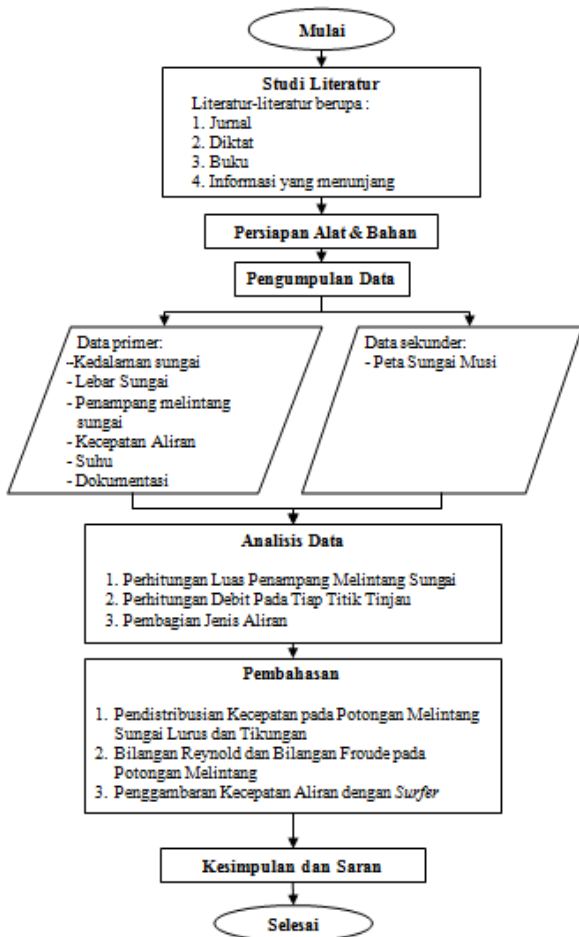 Mulai
Studi Literatur
Literatur-literatur berupa :
1. Jurnal
2. Diktat
3. Buku
4. Informasi yang menunjang
Persiapan Alat & Bahan
Pengumpulan Data
Data primer:
-Kedalaman sungai
- Lebar Sungai
- Penampang melintang
sungai
- Kecepatan Aliran
- Suhu
- Dokumentasi
Data sekunder:
- Peta Sungai Musi
Analisis Data
1. Perhitungan Luas Penampang Melintang Sungai
2. Perhitungan Debit Pada Tiap Titik Tinjau
3. Pembagian Jenis Aliran
Pembahasan
1. Pendistribusian Kecepatan pada Potongan Melintang
Sungai Lurus dan Tikungan
2. Bilangan Reynold dan Bilangan Froude pada
Potongan Melintang
3. Penggambaran Kecepatan Aliran dengan Surfer
Kesimpulan dan Saran
Selesai